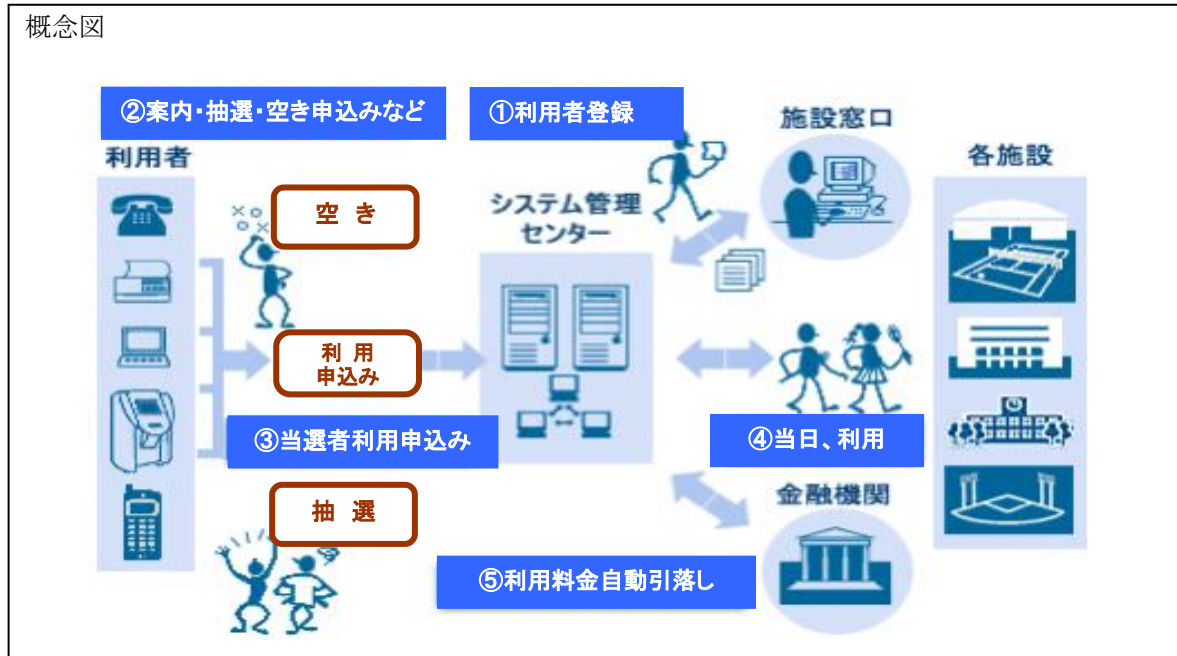 概念図
②案内・抽選・空き申込みなど
①利用者登録
施設窓口
利用者
各施設
空 き
システム管理
センター
利 用
申込み
③当選者利用申込み
④当日、利用
抽 選
金融機関
⑤利用料金自動引落し